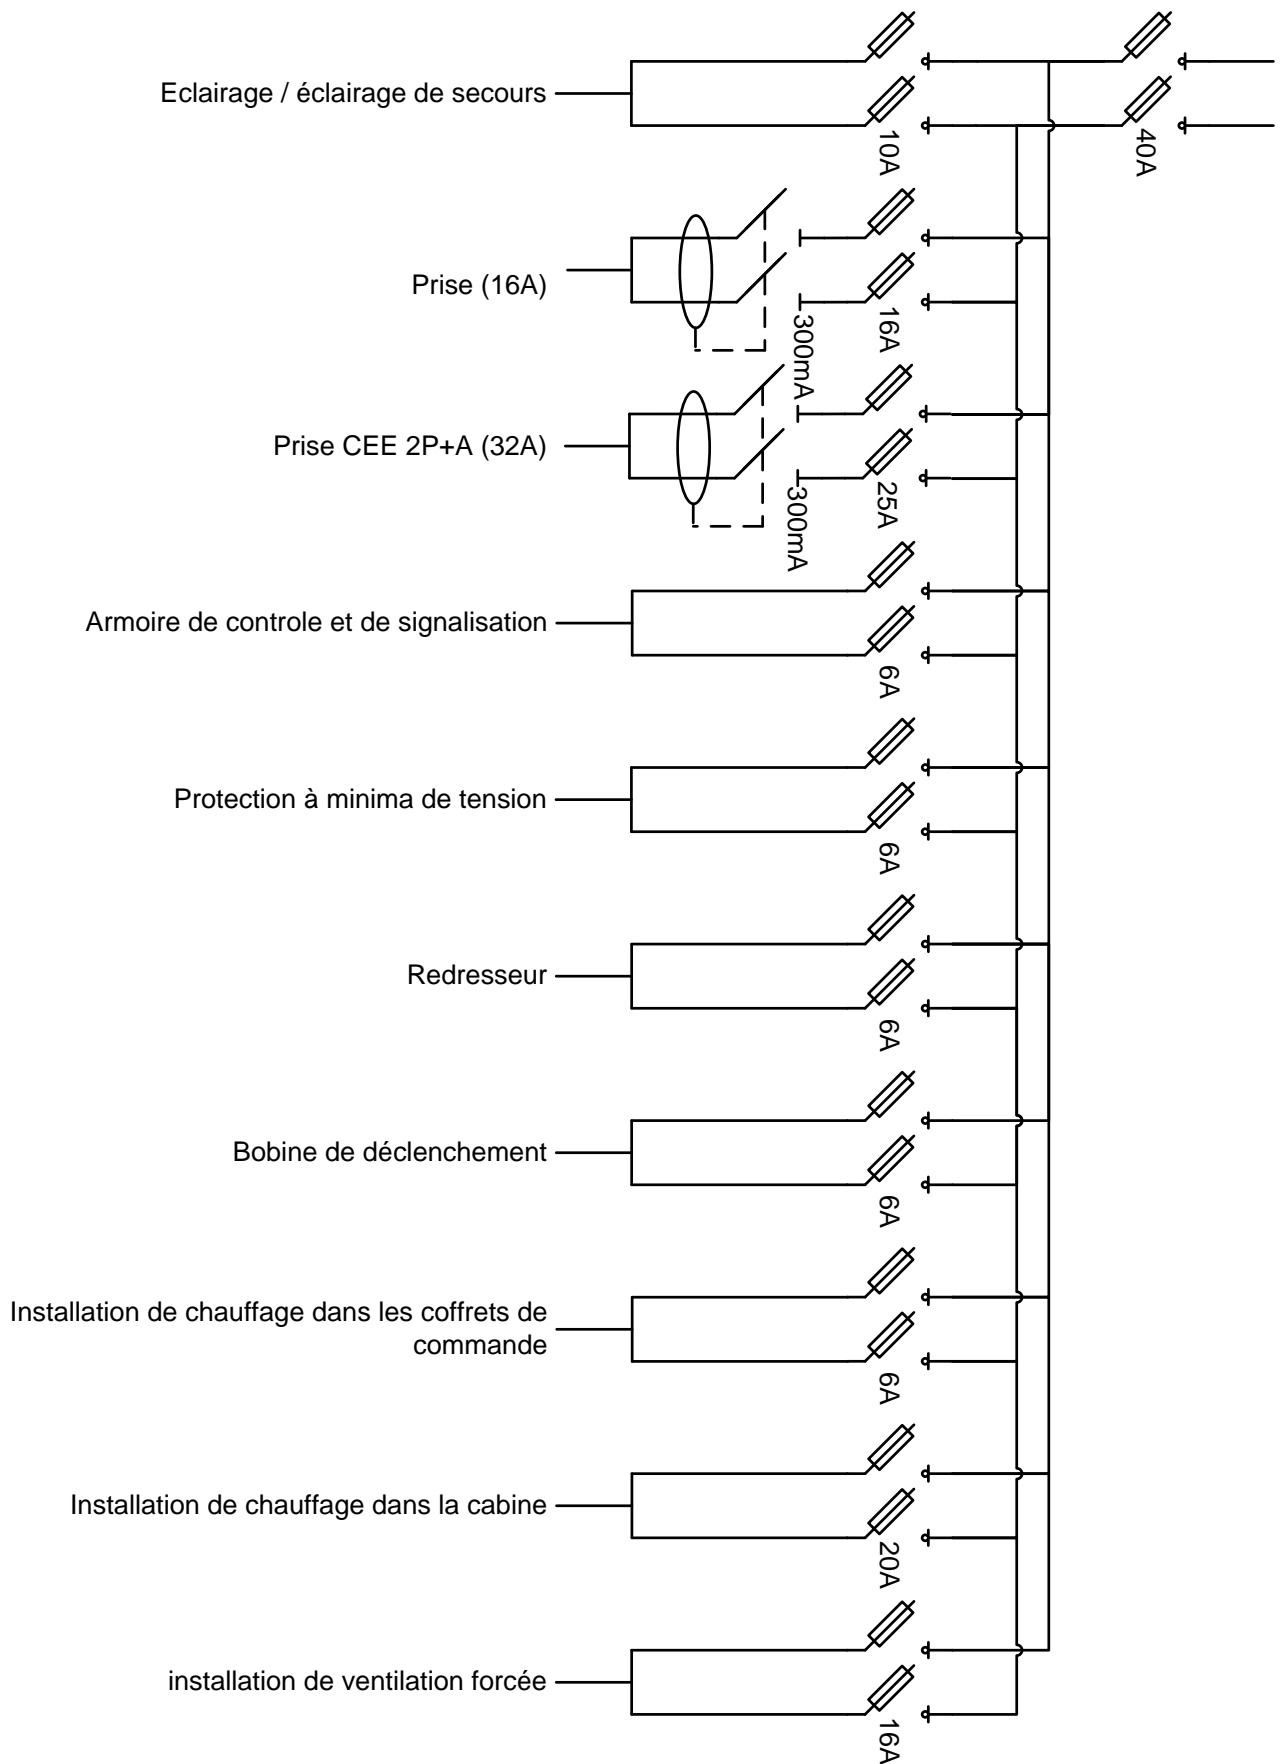 Eclairage / éclairage de secours
10A
40A
Prise (16A)
300mA
16A
Prise CEE 2P+A (32A)
300mA
25A
Armoire de controle et de signalisation
6A
Protection à minima de tension
6A
Redresseur
6A
Bobine de déclenchement
6A
Installation de chauffage dans les coffrets de
commande
6A
Installation de chauffage dans la cabine
20A
installation de ventilation forcée
16A